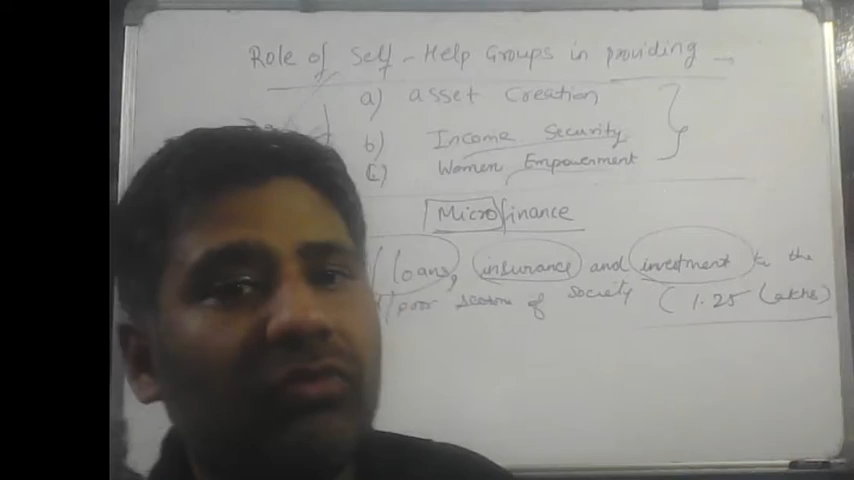 Role of Self - Help Groups in providing -
a) asset Creation
b) Income Security
c) Women Empowerment
Microfinance
loans, insurance and investment to the
poor of society ( 1.25 Lakhs)